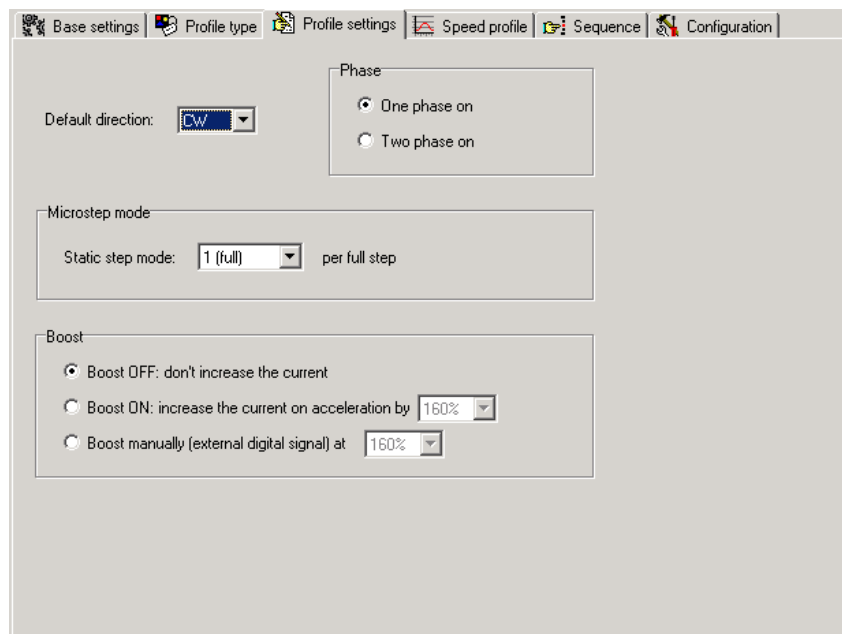 Base settings Profile type Profile settings Speed profile Sequence Configuration
Phase
Default direction: CW
One phase on
Two phase on
Microstep mode
Static step mode: 1 (full) per full step
Boost
Boost OFF: don't increase the current
Boost ON: increase the current on acceleration by 160%
Boost manually (external digital signal) at 160%